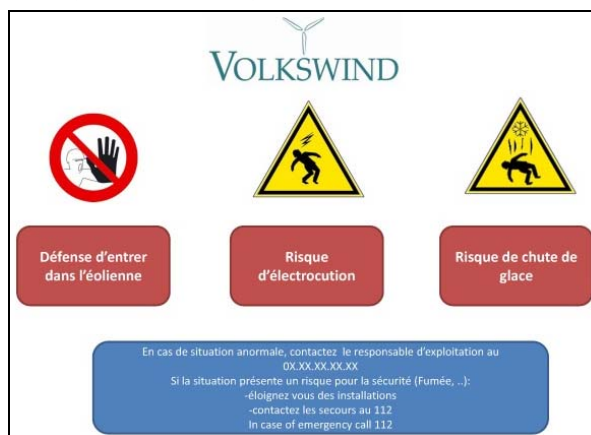 VOLKSWIND
Défense d'entrer
dans l'éolienne
Risque
d'électrocution
Risque de chute de
glace
En cas de situation anormale, contactez le responsable d'exploitation au
0X.XX.XX.XX.XX
Si la situation présente un risque pour la sécurité (Fumée, ..):
-éloignez vous des installations
-contactez les secours au 112
In case of emergency call 112